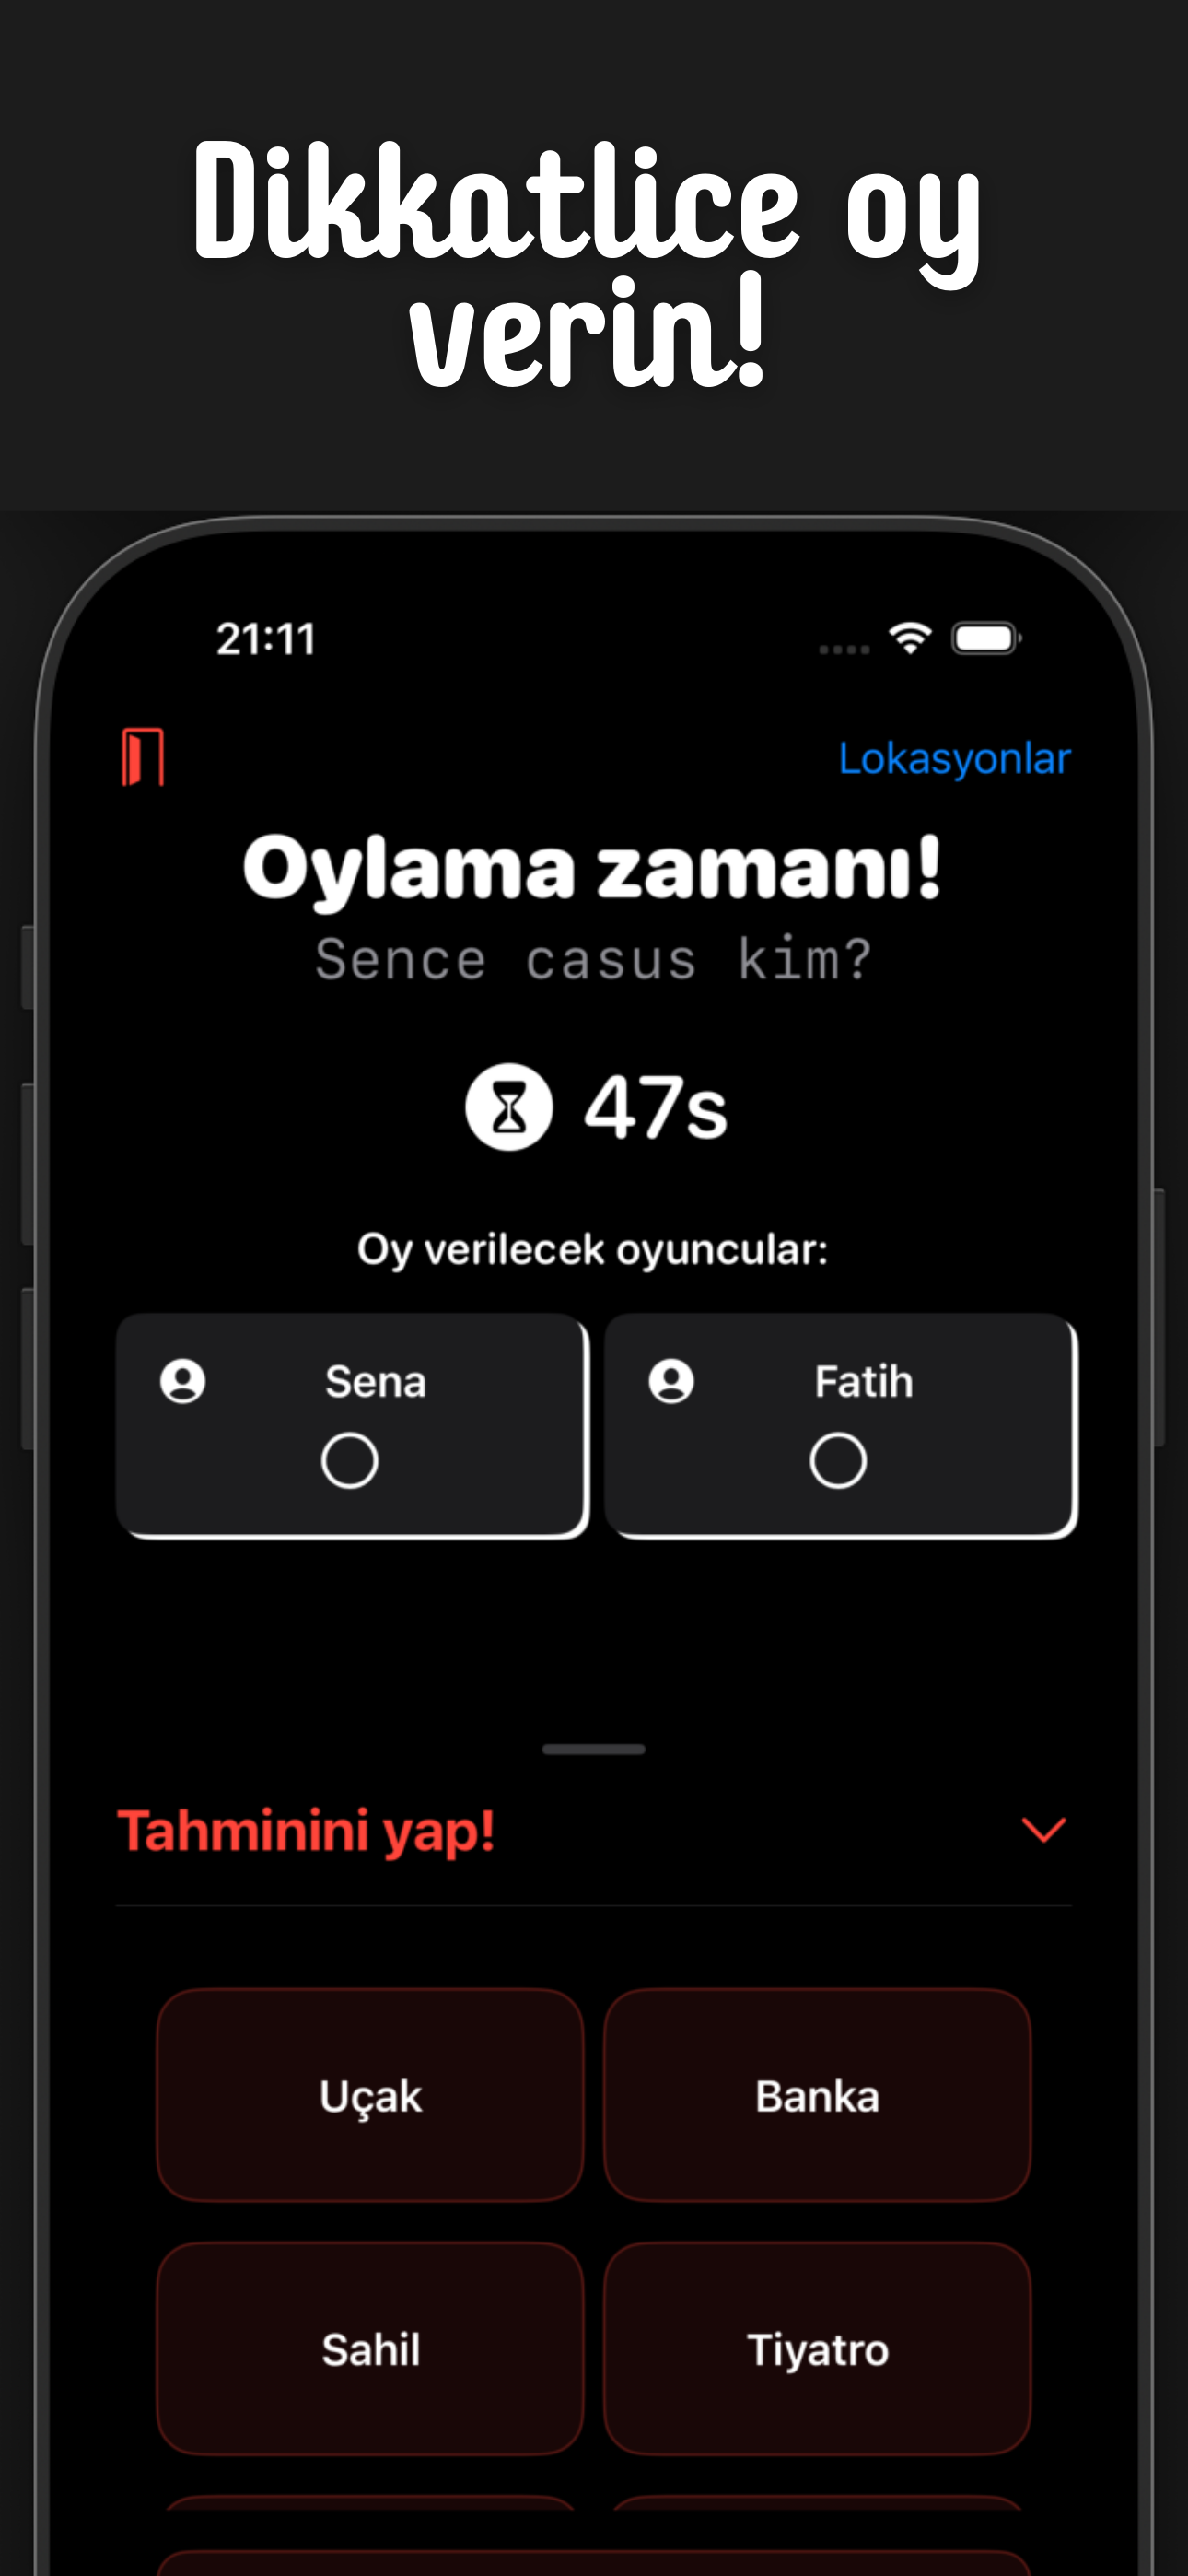 Dikkatlice oy
verin!
21:11
Lokasyonlar
Oylama zamanı!
Sence casus kim?
47s
Oy verilecek oyuncular:
Sena
Fatih
Tahminini yap!
Uçak
Banka
Sahil
Tiyatro